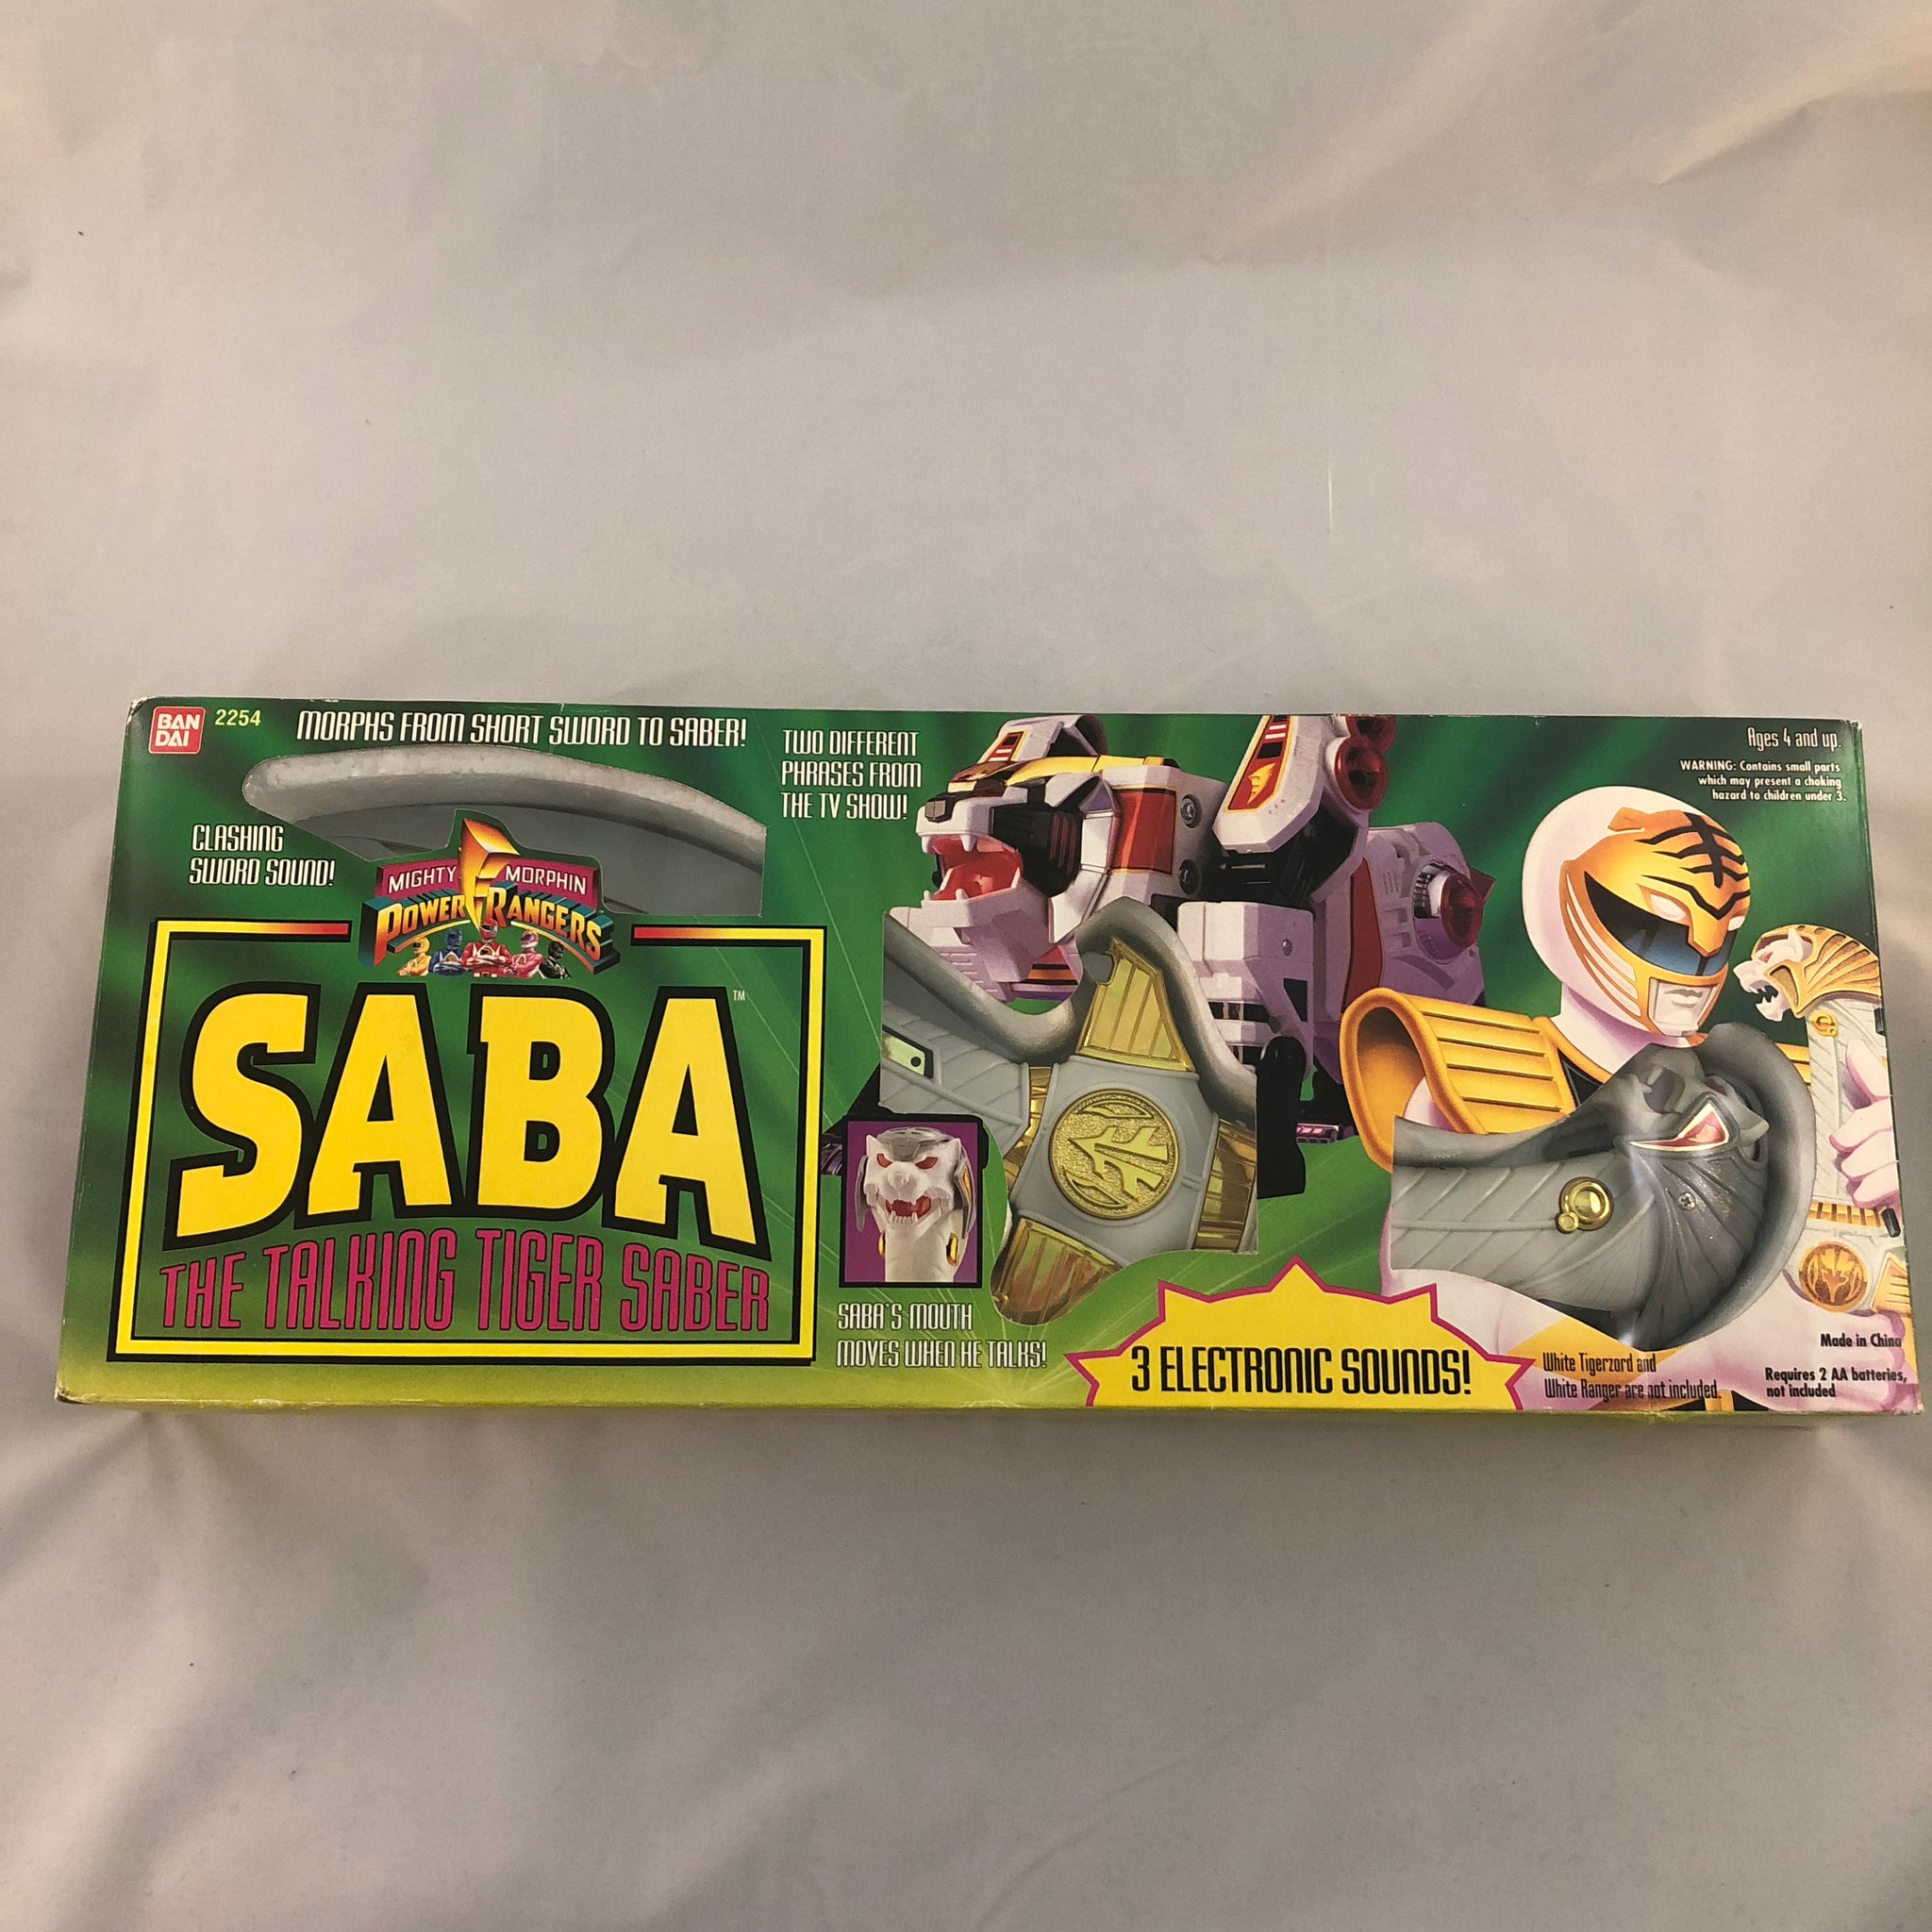 BAN
DAI
2254
MORPHS FROM SHORT SWORD TO SABER!
CLASHING
SWORD SOUND!
TWO DIFFERENT
PHRASES FROM
THE TV SHOW!
Ages 4 and up.
WARNING: Contains small parts
which may present a choking
hazard to children under 3.
MIGHTY MORPHIN
POWER RANGERS
SABA™
THE TALKING TIGER SABER
SABA'S MOUTH
MOVES WHEN HE TALKS!
3 ELECTRONIC SOUNDS!
White Tigerzord and
White Ranger are not included.
Made in China
Requires 2 AA batteries,
not included